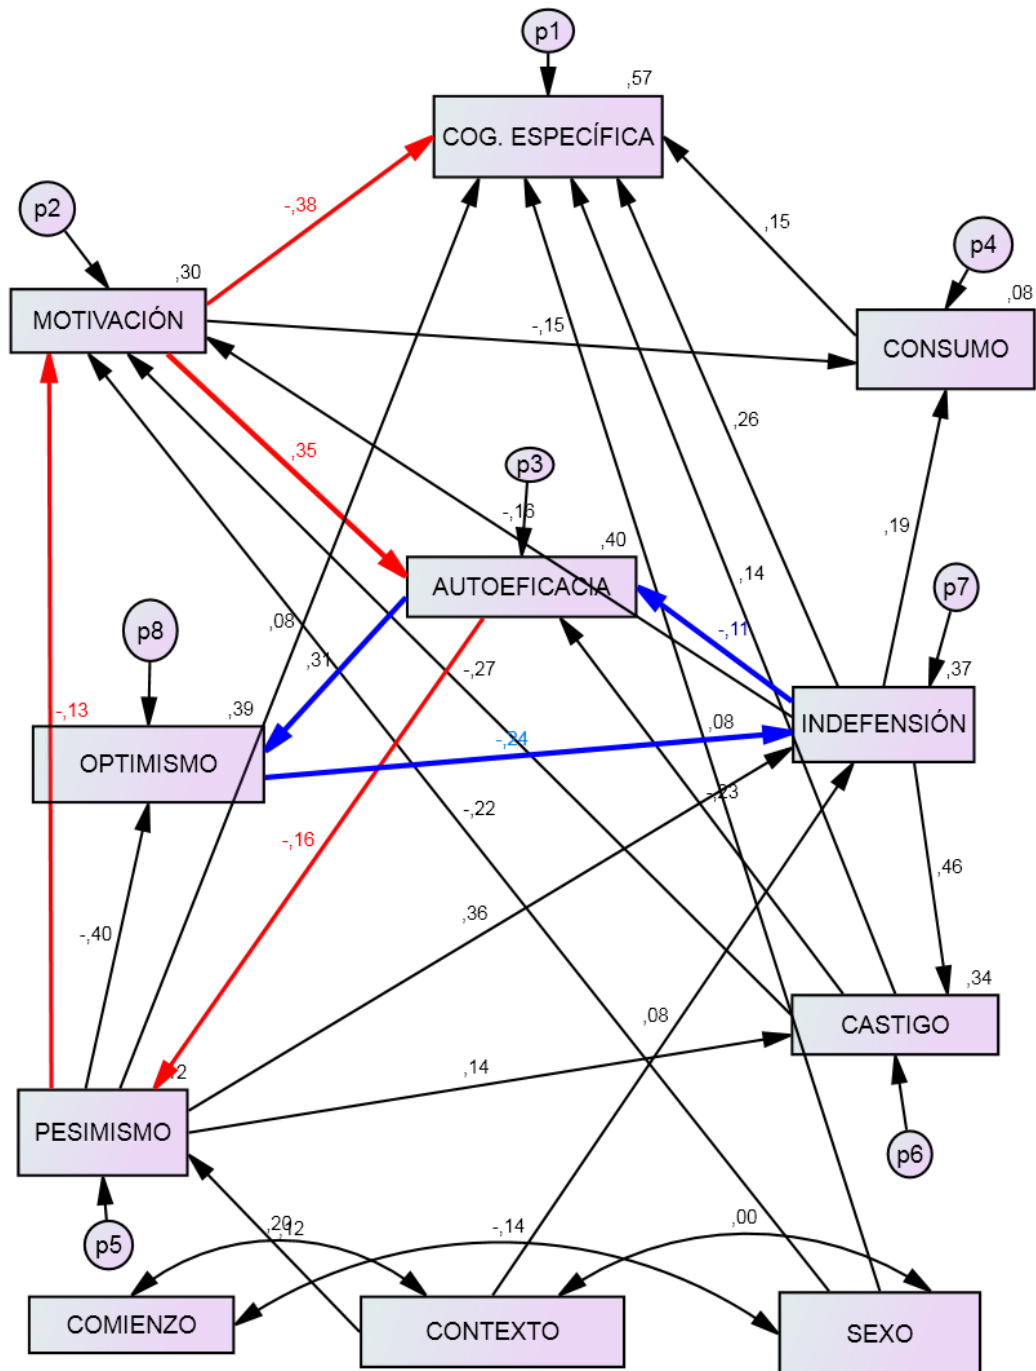 p1
,57
COG. ESPECÍFICA
p2
-,38
,15
p4
,30
,08
MOTIVACIÓN
-,15
CONSUMO
,35
,26
p3
-,16
,40
,19
AUTOEFICACIA
,14
p7
p8
,08
,31
-,27
-,11
,39
,37
-,13
OPTIMISMO
-,24
,08
INDEFENSIÓN
-,22
-,23
-,16
-,40
,36
,46
,34
CASTIGO
,08
,14
PESIMISMO
p6
p5
,20
,12
-,14
,00
COMIENZO
CONTEXTO
SEXO